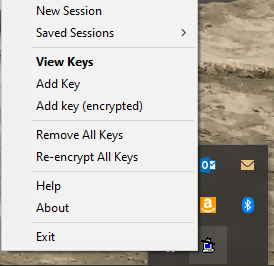 New Session
Saved Sessions
View Keys
Add Key
Add key (encrypted)
Remove All Keys
Re-encrypt All Keys
Help
About
Exit